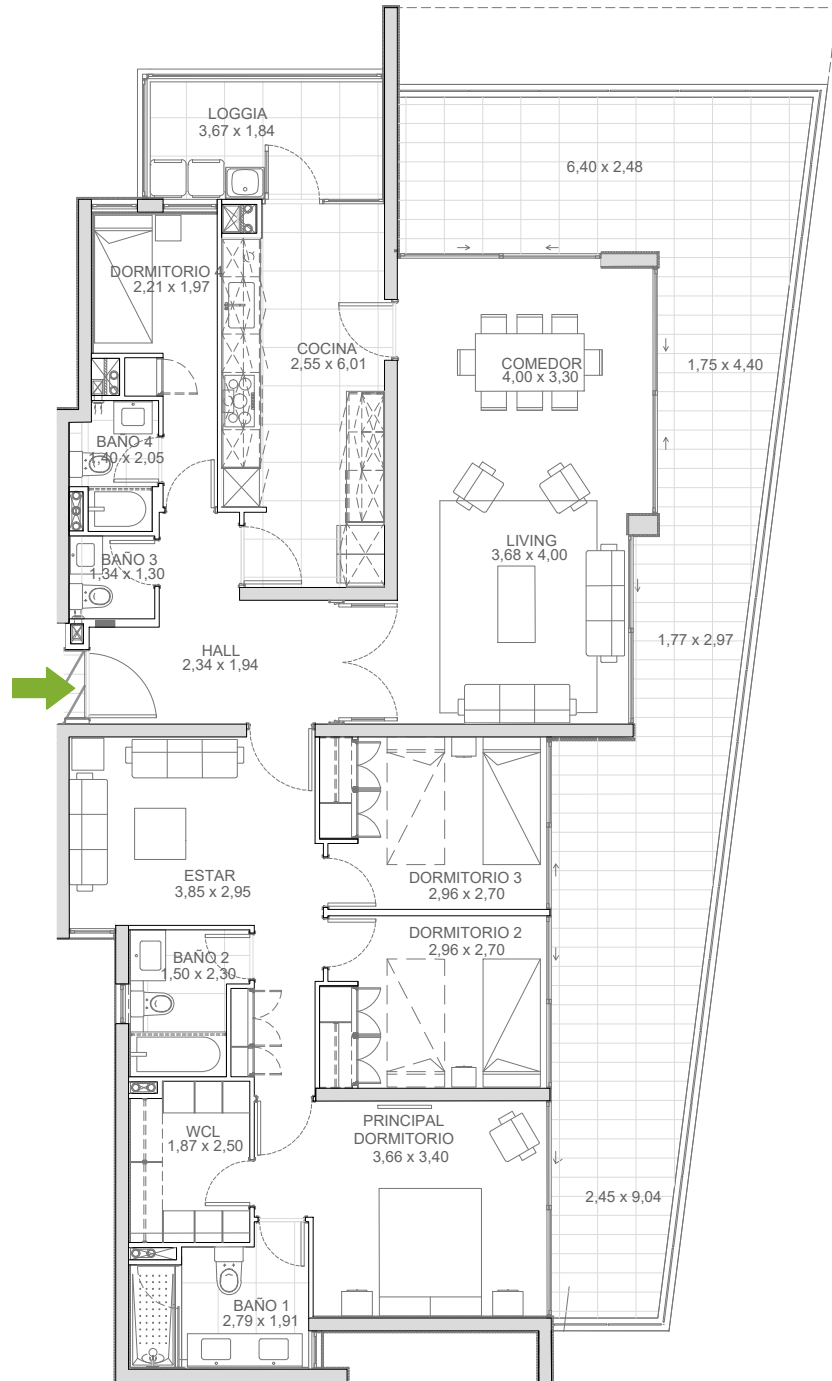 LOGGIA
3,67 x 1,84
6,40 x 2,48
DORMITORIO 4
2,21 x 1,97
COCINA
2,55 x 6,01
COMEDOR
4,00 x 3,30
1,75 x 4,40
BAÑO 4
1,40 x 2,05
LIVING
3,68 x 4,00
BAÑO 3
1,34 x 1,30
HALL
2,34 x 1,94
1,77 x 2,97
ESTAR
3,85 x 2,95
DORMITORIO 3
2,96 x 2,70
DORMITORIO 2
2,96 x 2,70
BAÑO 2
1,50 x 2,30
WCL
1,87 x 2,50
PRINCIPAL
DORMITORIO
3,66 x 3,40
2,45 x 9,04
BAÑO 1
2,79 x 1,91